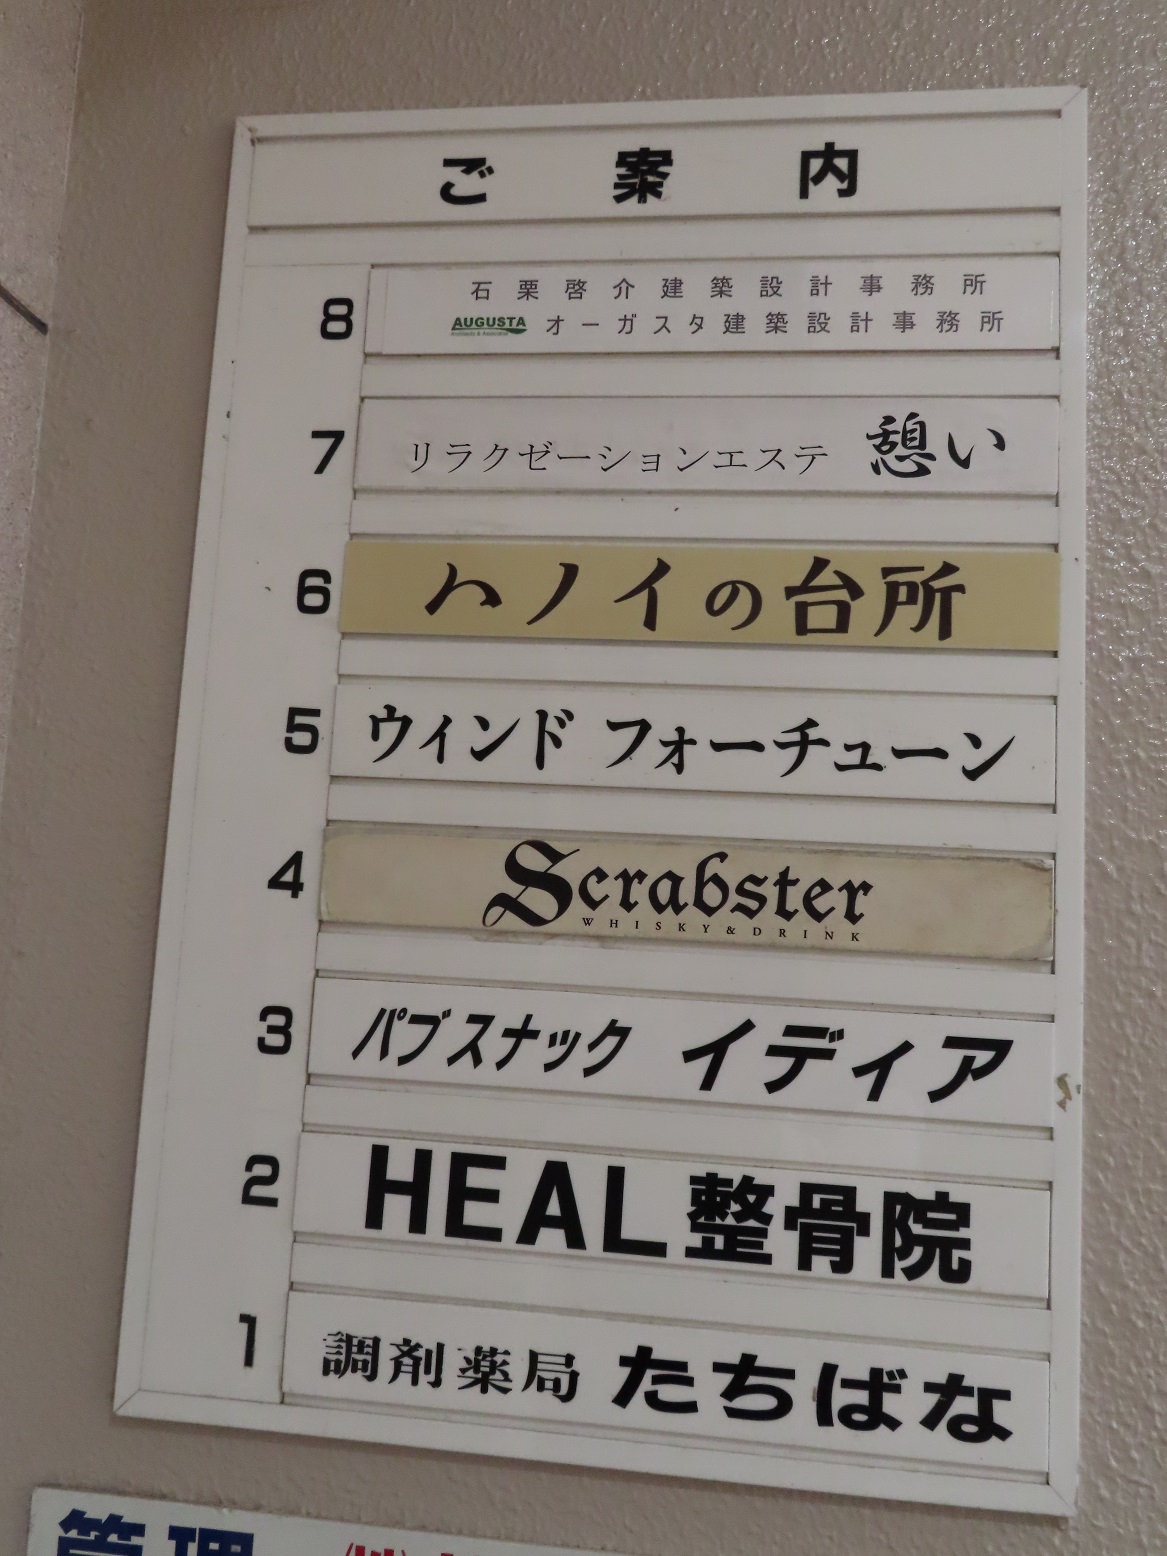 ご案内
8 石栗啓介建築設計事務所
AUGUSTA オーガスタ建築設計事務所
7 リラクゼーションエステ 憩い
6 ハノイの台所
5 ウィンド フォーチューン
4 Scrabster
WHISKY&DRINK
3 パブスナック イディア
2 HEAL整骨院
1 調剤薬局 たちばな
管理